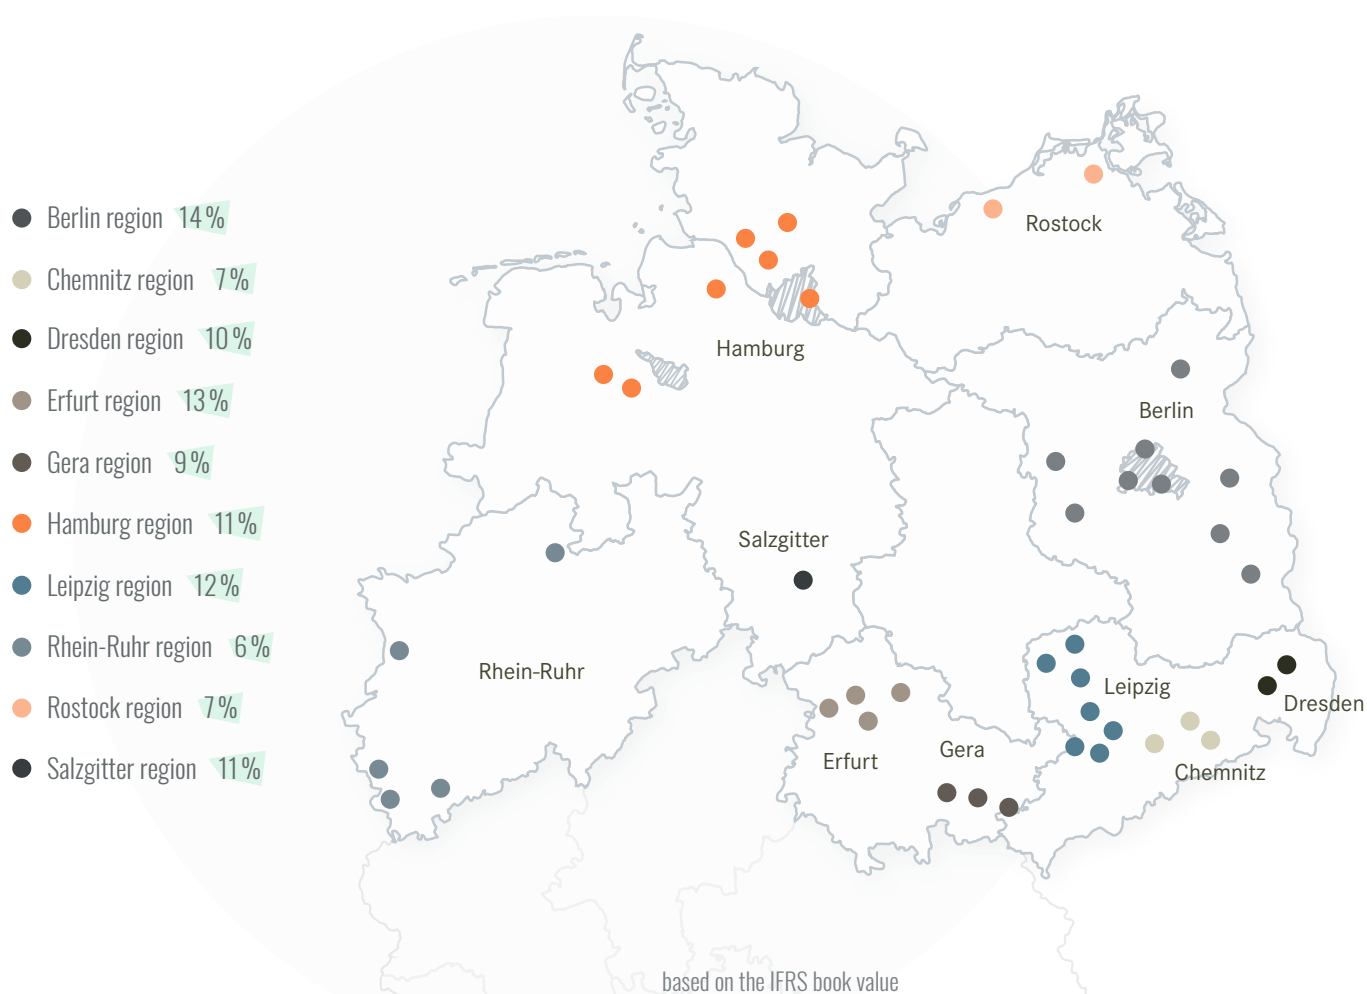 Berlin region 14 %
Chemnitz region 7 %
Dresden region 10 %
Erfurt region 13 %
Gera region 9 %
Hamburg region 11 %
Leipzig region 12 %
Rhein-Ruhr region 6 %
Rostock region 7 %
Salzgitter region 11 %
Rostock
Hamburg
Berlin
Salzgitter
Rhein-Ruhr
Leipzig
Dresden
Erfurt
Gera
Chemnitz
based on the IFRS book value